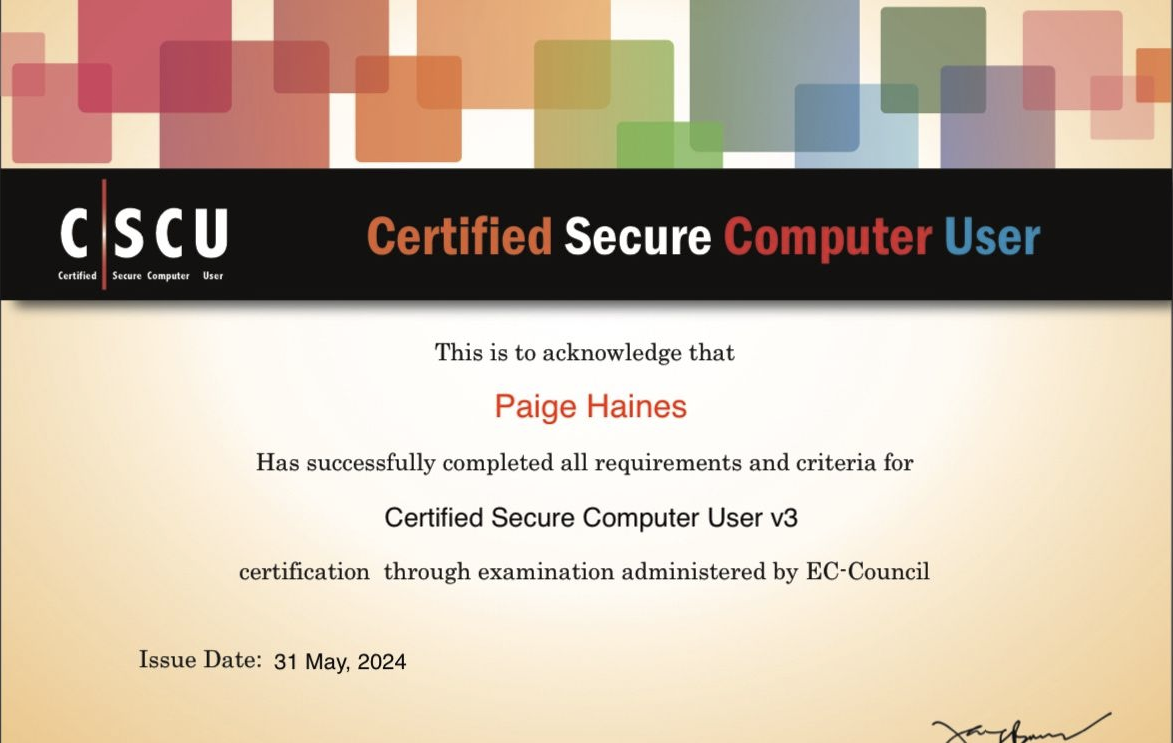 CSCU
Certified Secure Computer User
Certified Secure Computer User
This is to acknowledge that
Paige Haines
Has successfully completed all requirements and criteria for
Certified Secure Computer User v3
certification through examination administered by EC-Council
Issue Date: 31 May, 2024